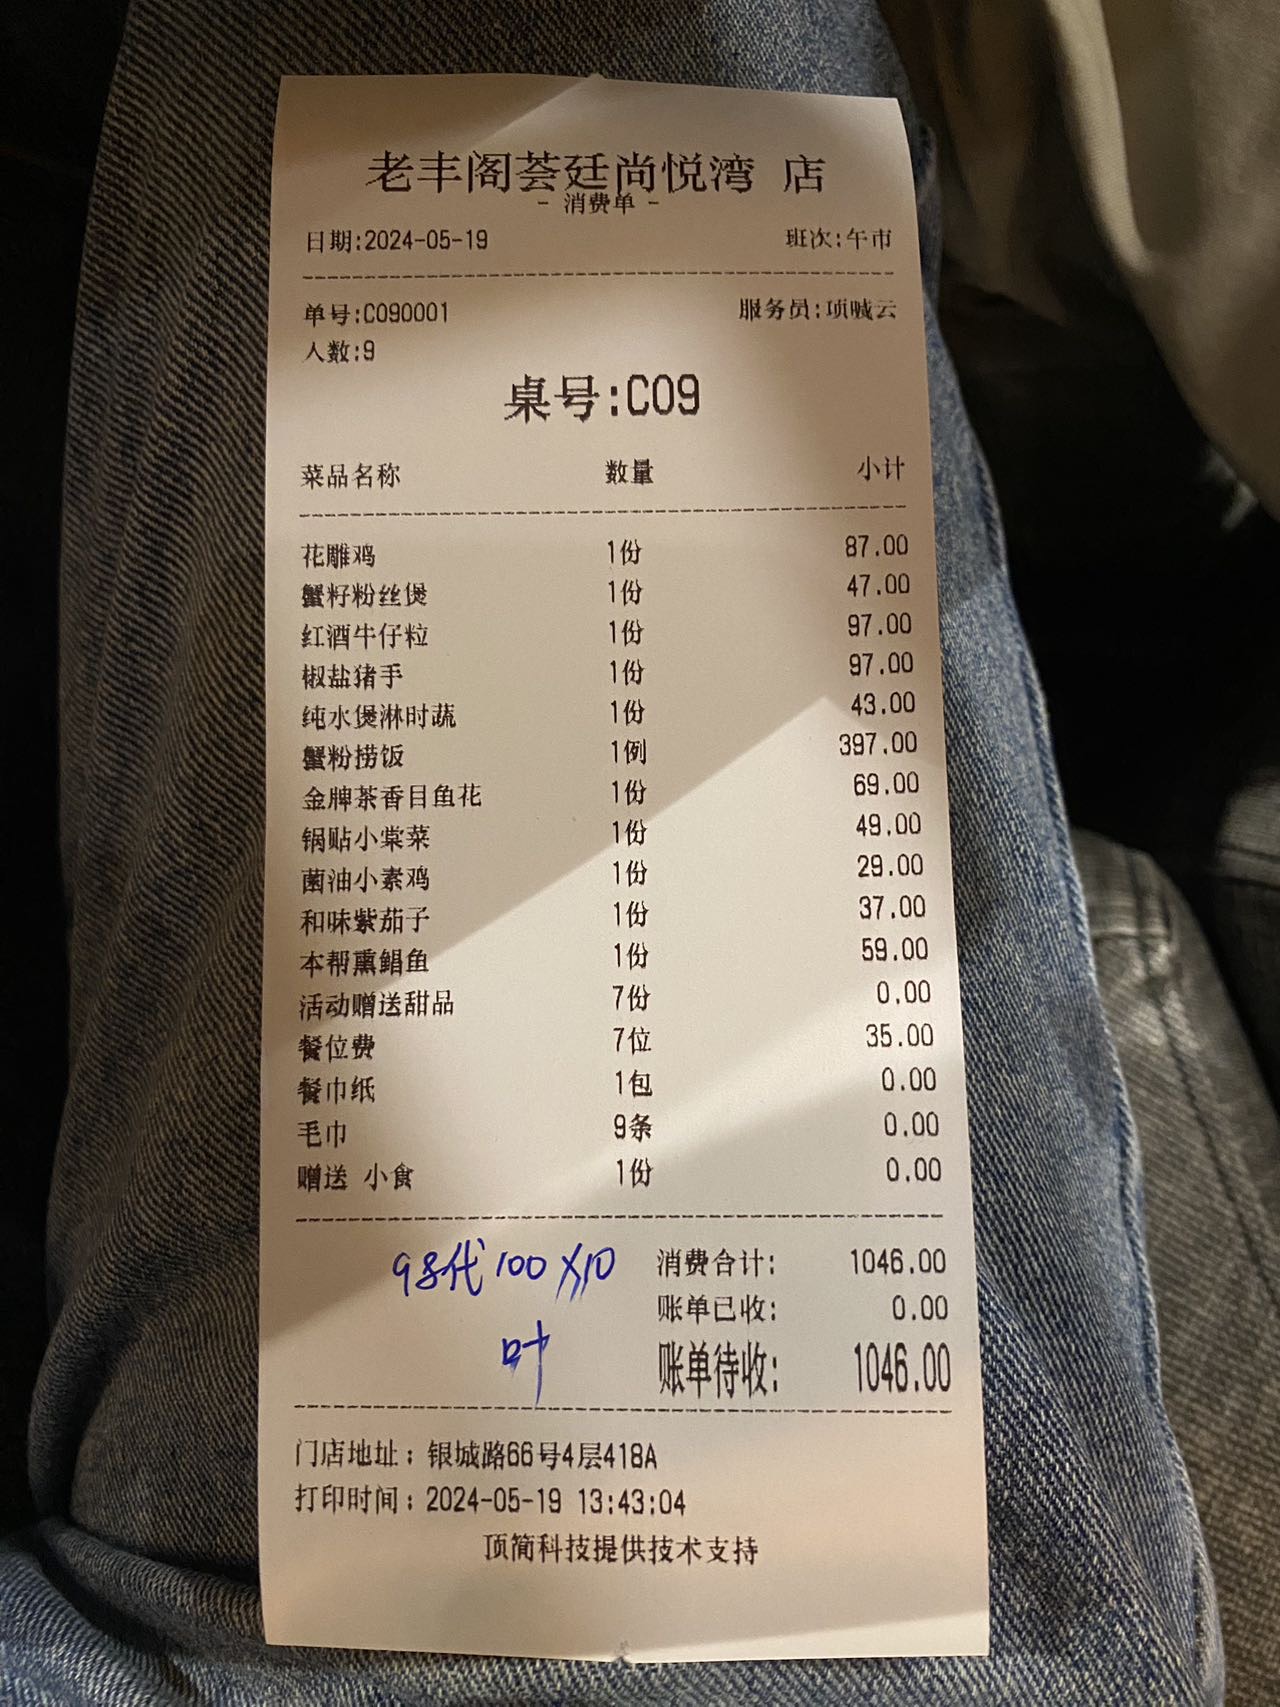 老丰阁荟廷尚悦湾 店
- 消费单 -
日期:2024-05-19 班次:午市
单号:C090001 服务员:项喊云
人数:9
桌号:C09
菜品名称 数量 小计
花雕鸡 1份 87.00
蟹籽粉丝煲 1份 47.00
红酒牛仔粒 1份 97.00
椒盐猪手 1份 97.00
纯水煲淋时蔬 1份 43.00
蟹粉捞饭 1例 397.00
金牌茶香目鱼花 1份 69.00
锅贴小棠菜 1份 49.00
菌油小素鸡 1份 29.00
和味紫茄子 1份 37.00
本帮熏鲳鱼 1份 59.00
活动赠送甜品 7份 0.00
餐位费 7位 35.00
餐巾纸 1包 0.00
毛巾 9条 0.00
赠送 小食 1份 0.00
代100 X10 消费合计: 1046.00
账单已收: 0.00
叶 账单待收: 1046.00
门店地址：银城路66号4层418A
打印时间：2024-05-19 13:43:04
顶简科技提供技术支持